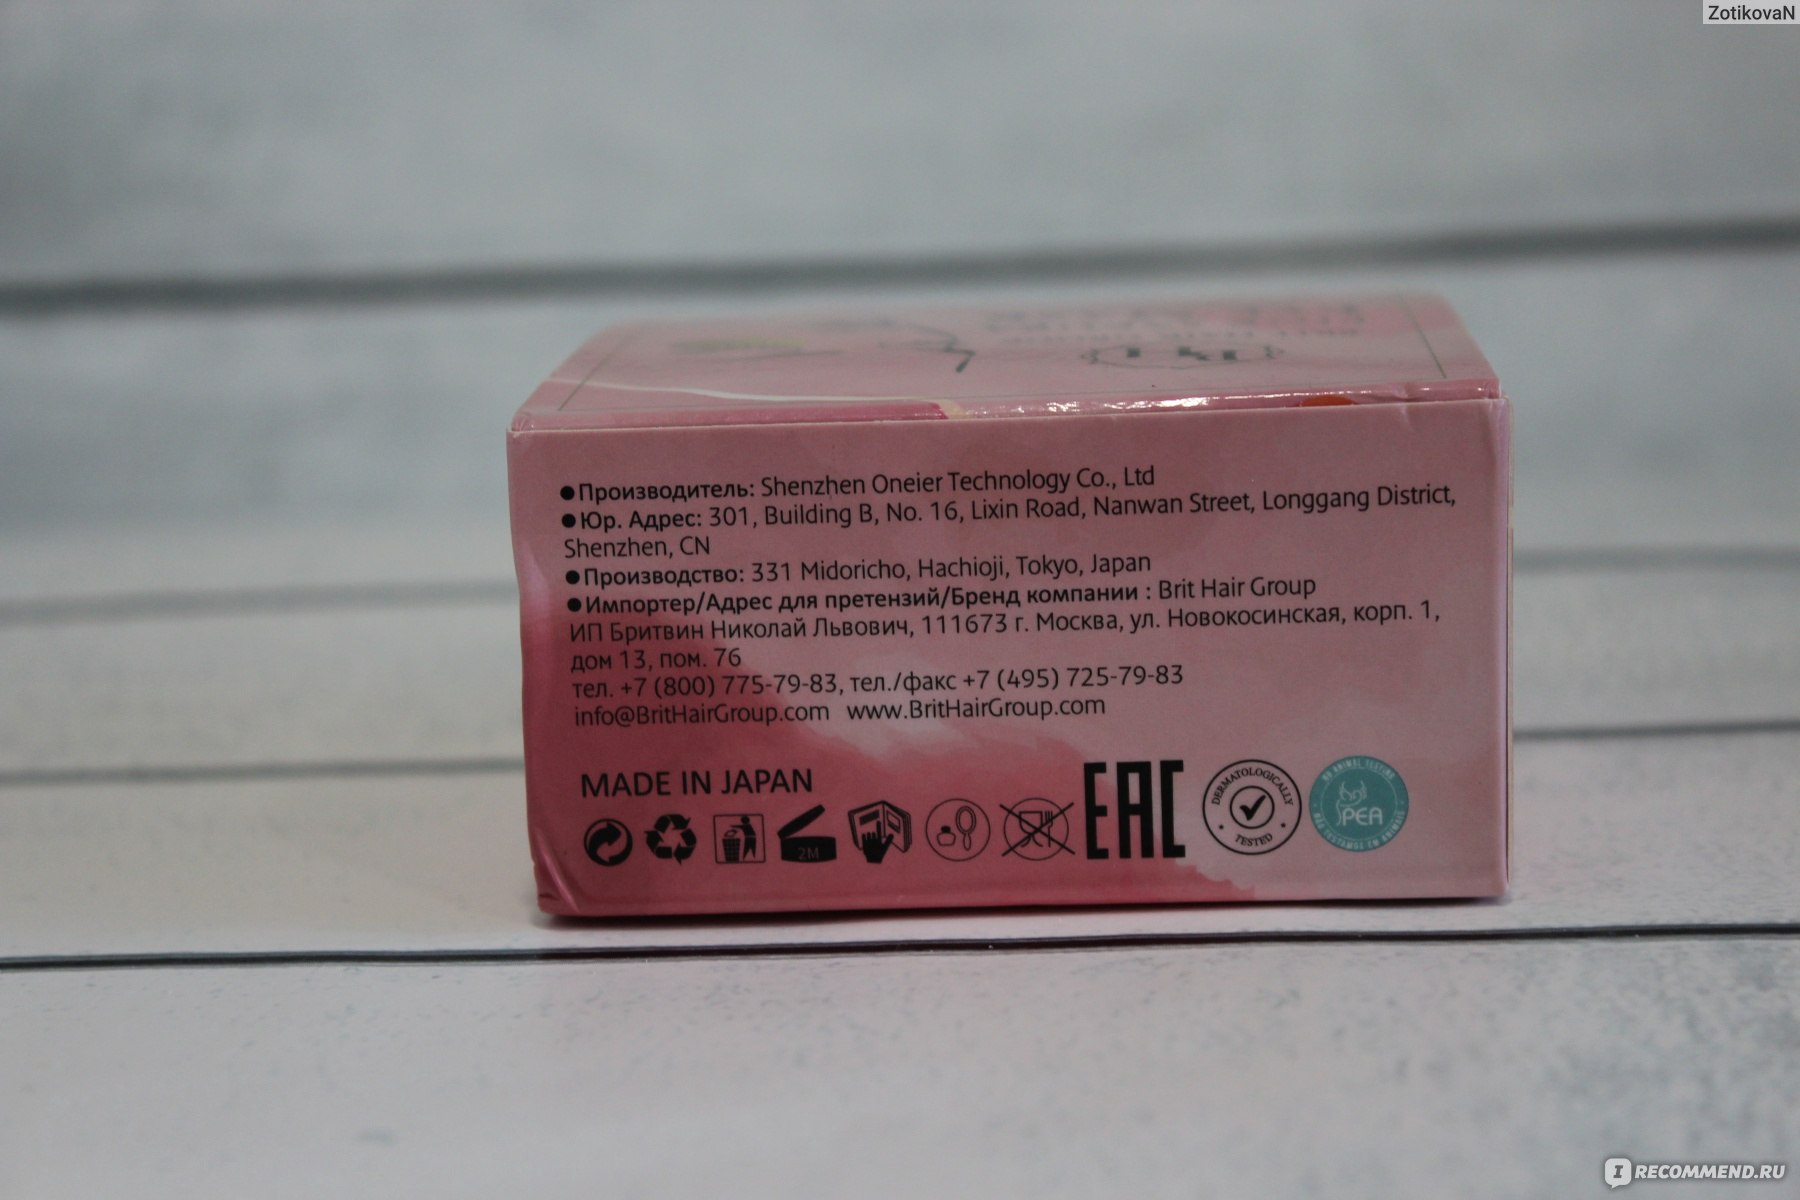 ZotikovaN
●Производитель: Shenzhen Oneier Technology Co., Ltd
●Юр. Адрес: 301, Building B, No. 16, Lixin Road, Nanwan Street, Longgang District,
Shenzhen, CN
●Производство: 331 Midoricho, Hachioji, Tokyo, Japan
●Импортер/Адрес для претензий/Бренд компании : Brit Hair Group
ИП Бритвин Николай Львович, 111673 г. Москва, ул. Новокосинская, корп. 1,
дом 13, пом. 76
тел. +7 (800) 775-79-83, тел./факс +7 (495) 725-79-83
info@BritHairGroup.com www.BritHairGroup.com
MADE IN JAPAN
2M
EAC
DERMATOLOGICALLY
TESTED
NO ANIMAL TESTING
PEA
IRECOMMEND.RU